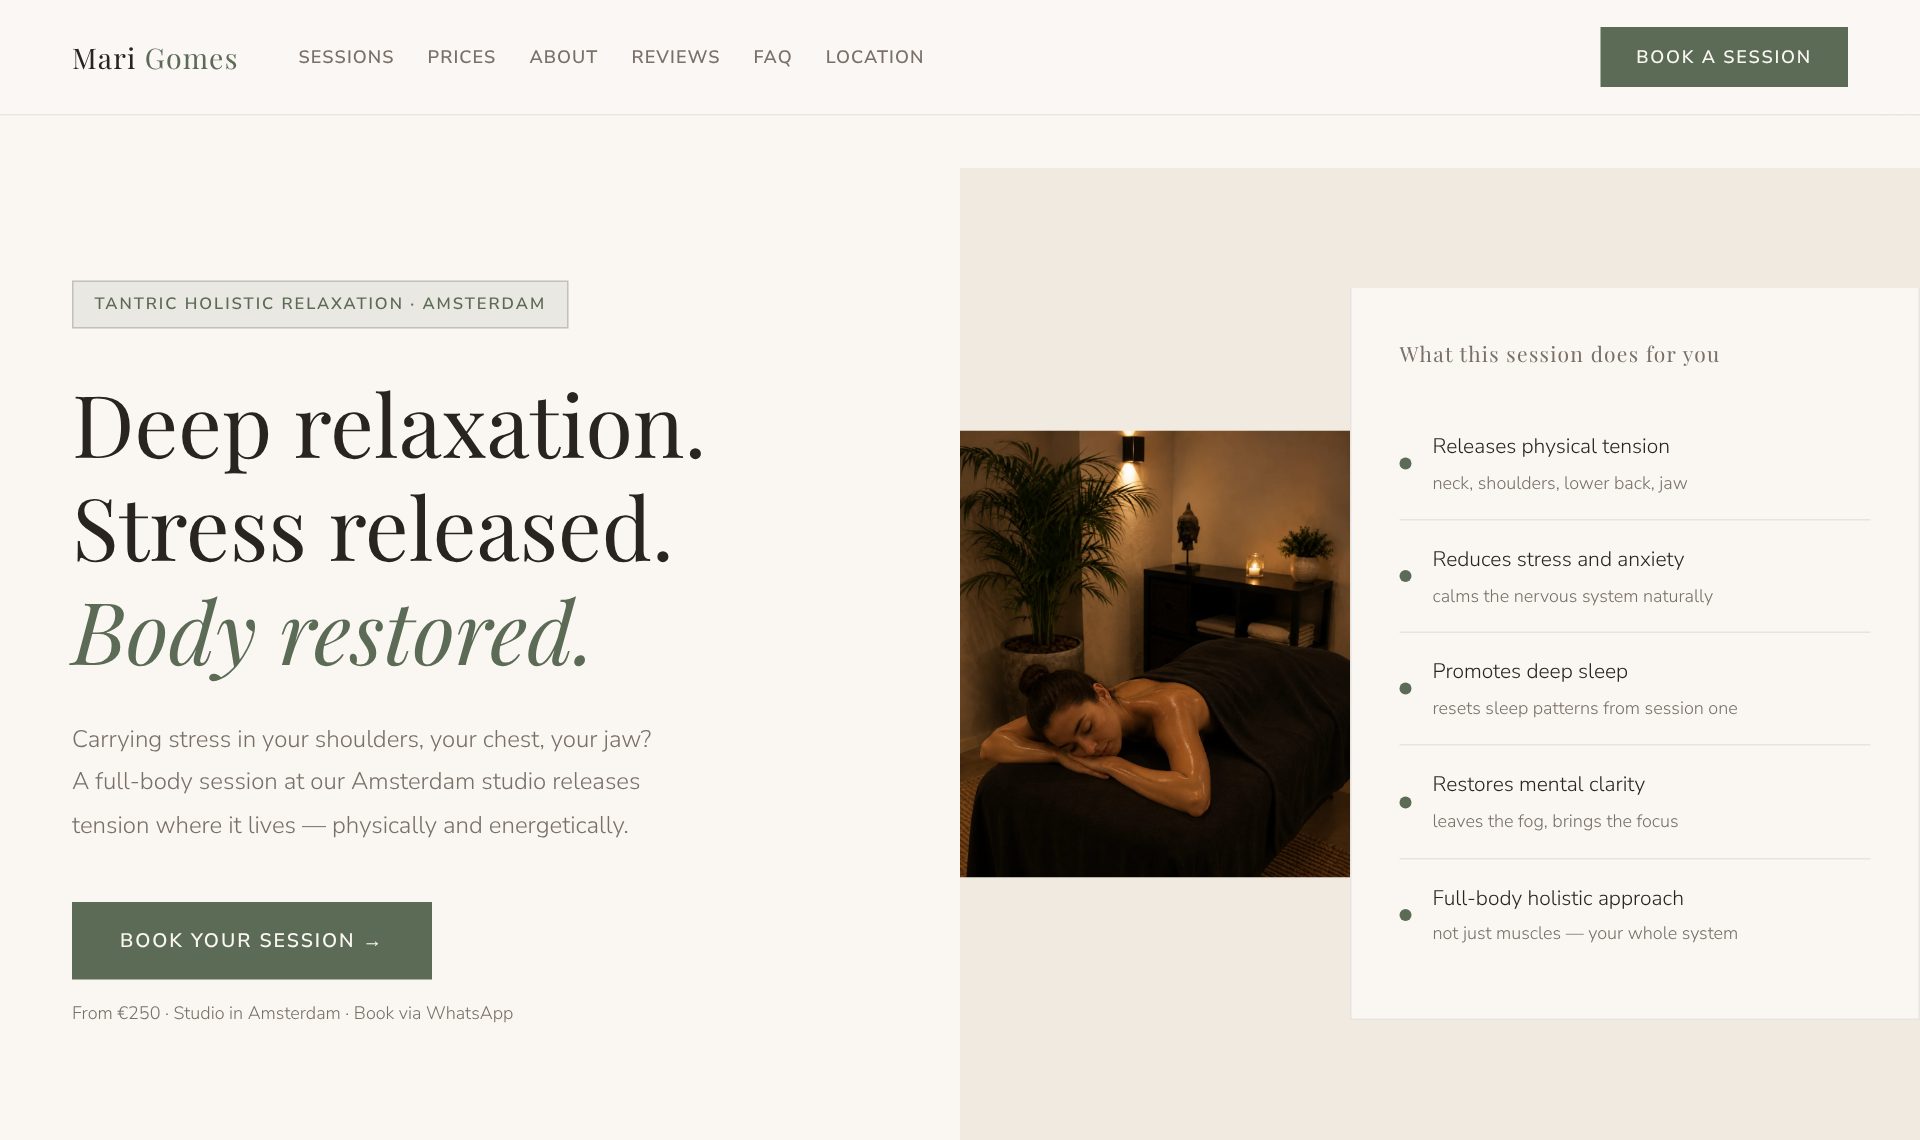 Mari Gomes
SESSIONS
PRICES
ABOUT
REVIEWS
FAQ
LOCATION
BOOK A SESSION
TANTRIC HOLISTIC RELAXATION · AMSTERDAM
Deep relaxation.
Stress released.
Body restored.
Carrying stress in your shoulders, your chest, your jaw?
A full-body session at our Amsterdam studio releases
tension where it lives — physically and energetically.
BOOK YOUR SESSION →
From €250 · Studio in Amsterdam · Book via WhatsApp
What this session does for you
Releases physical tension
neck, shoulders, lower back, jaw
Reduces stress and anxiety
calms the nervous system naturally
Promotes deep sleep
resets sleep patterns from session one
Restores mental clarity
leaves the fog, brings the focus
Full-body holistic approach
not just muscles — your whole system